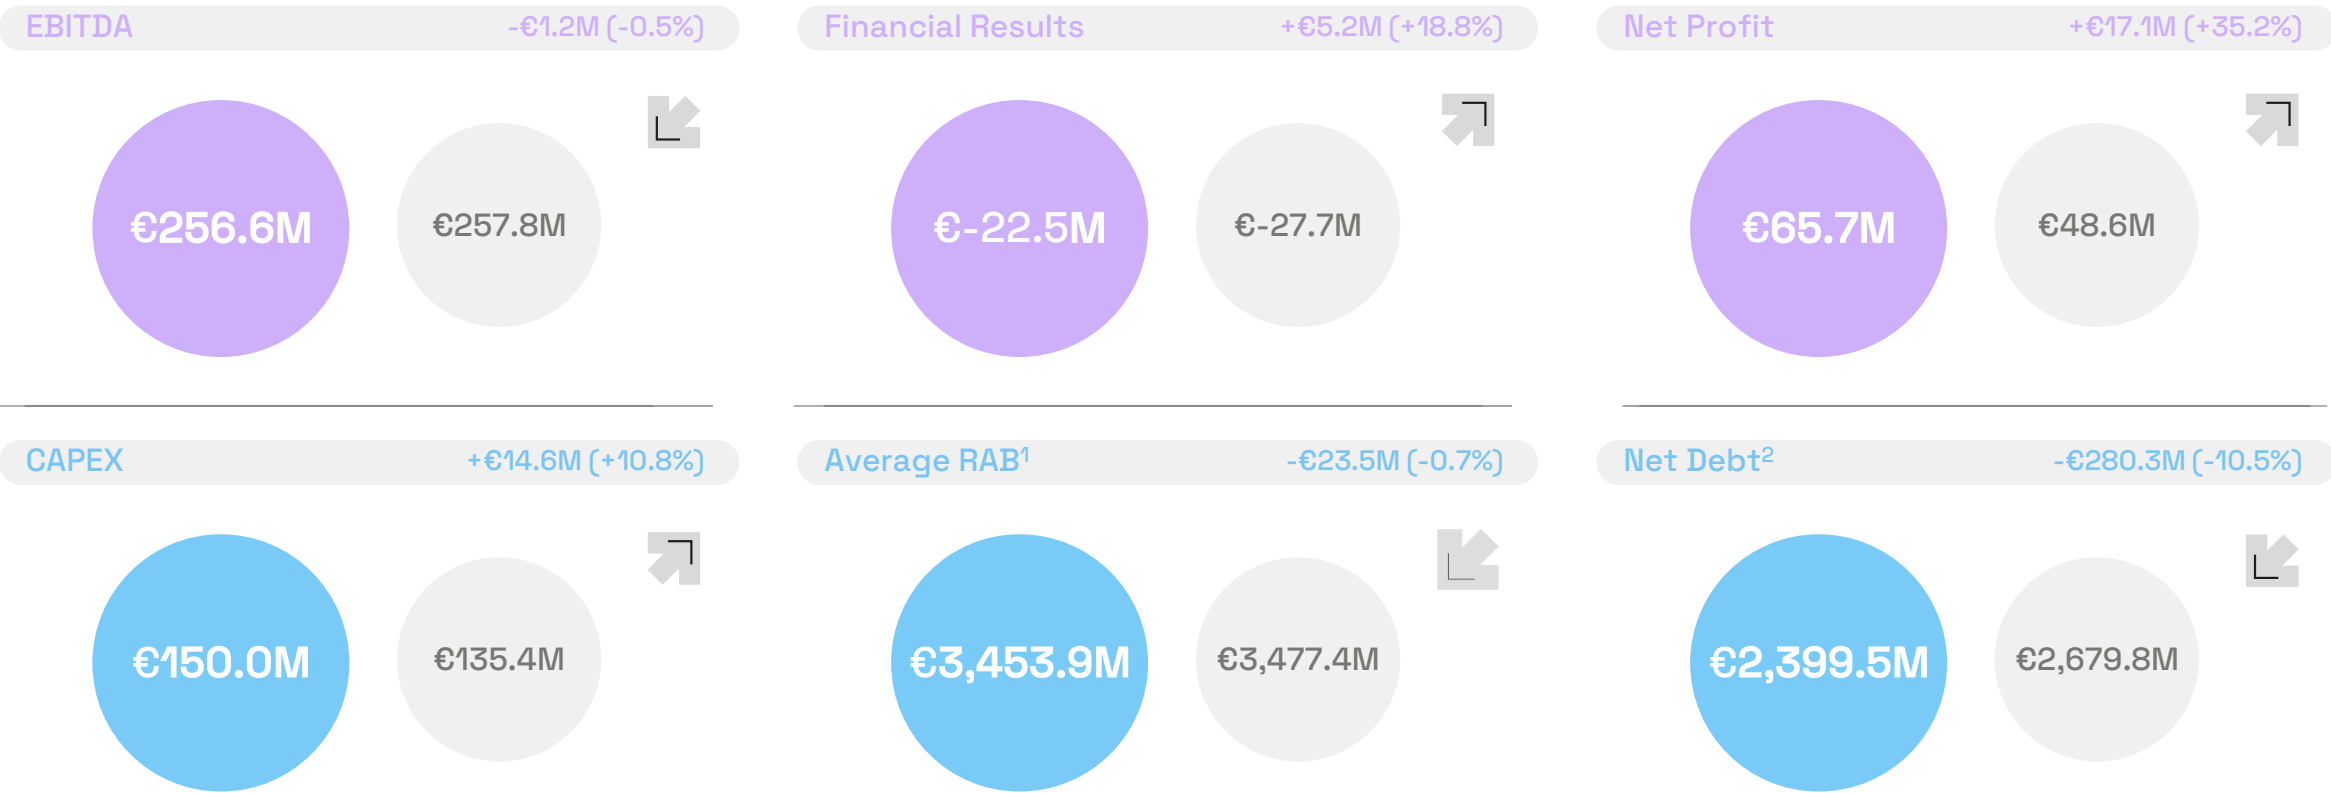 EBITDA -€1.2M (-0.5%)
Financial Results +€5.2M (+18.8%)
Net Profit +€17.1M (+35.2%)
€256.6M €257.8M
€-22.5M €-27.7M
€65.7M €48.6M
CAPEX +€14.6M (+10.8%)
Average RAB¹ -€23.5M (-0.7%)
Net Debt² -€280.3M (-10.5%)
€150.0M €135.4M
€3,453.9M €3,477.4M
€2,399.5M €2,679.8M